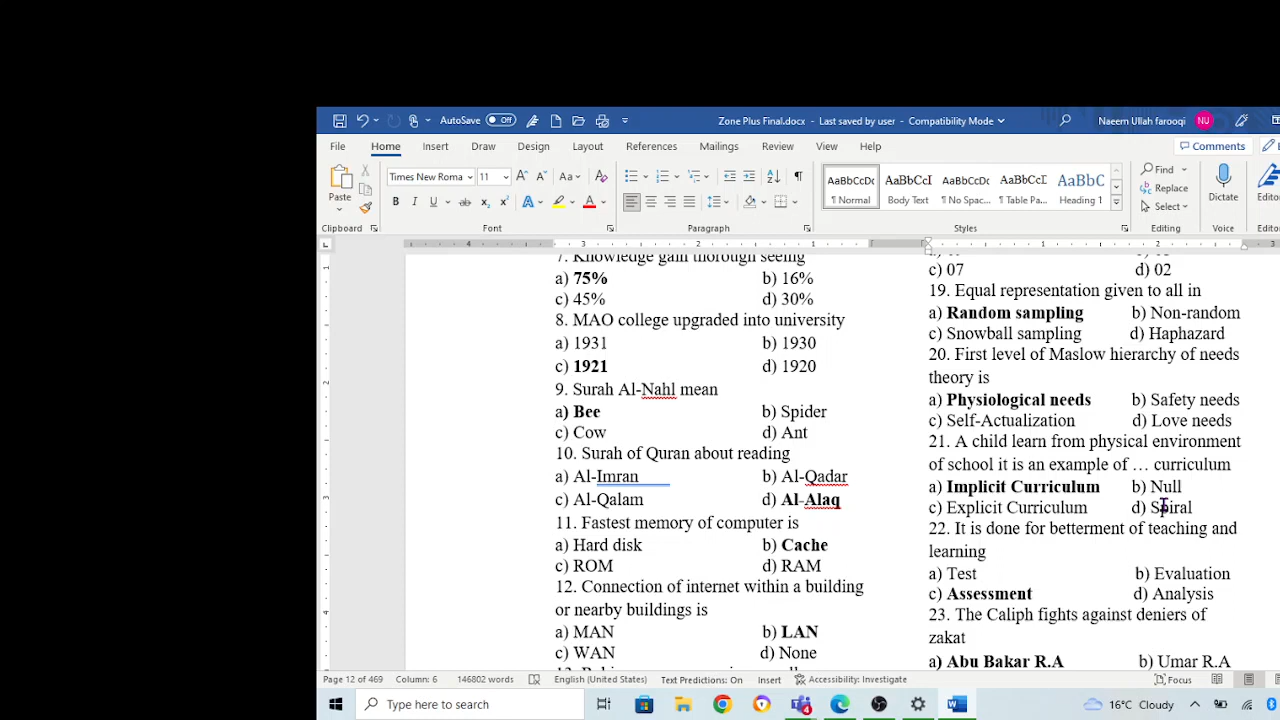 AutoSave Off Zone Plus Final.docx - Last saved by user - Compatibility Mode Naeem Ullah farooqi NU
File Home Insert Draw Design Layout References Mailings Review View Help Comments
Paste Times New Roma 11 Aa AaBbCcDc AaBbCcI AaBbCcDc AaBbCcDc AaBbC Find Replace Select Dictate
¶ Normal Body Text ¶ No Spac... ¶ Table Pa... Heading 1
Clipboard Font Paragraph Styles Editing Voice
7. Knowledge gain thorough seeing
a) 75% b) 16%
c) 45% d) 30%
8. MAO college upgraded into university
a) 1931 b) 1930
c) 1921 d) 1920
9. Surah Al-Nahl mean
a) Bee b) Spider
c) Cow d) Ant
10. Surah of Quran about reading
a) Al-Imran b) Al-Qadar
c) Al-Qalam d) Al-Alaq
11. Fastest memory of computer is
a) Hard disk b) Cache
c) ROM d) RAM
12. Connection of internet within a building
or nearby buildings is
a) MAN b) LAN
c) WAN d) None
c) 07 d) 02
19. Equal representation given to all in
a) Random sampling b) Non-random
c) Snowball sampling d) Haphazard
20. First level of Maslow hierarchy of needs
theory is
a) Physiological needs b) Safety needs
c) Self-Actualization d) Love needs
21. A child learn from physical environment
of school it is an example of … curriculum
a) Implicit Curriculum b) Null
c) Explicit Curriculum d) Spiral
22. It is done for betterment of teaching and
learning
a) Test b) Evaluation
c) Assessment d) Analysis
23. The Caliph fights against deniers of
zakat
a) Abu Bakar R.A b) Umar R.A
Page 12 of 469 Column: 6 146802 words English (United States) Text Predictions: On Insert Accessibility: Investigate Focus
Type here to search 16°C Cloudy